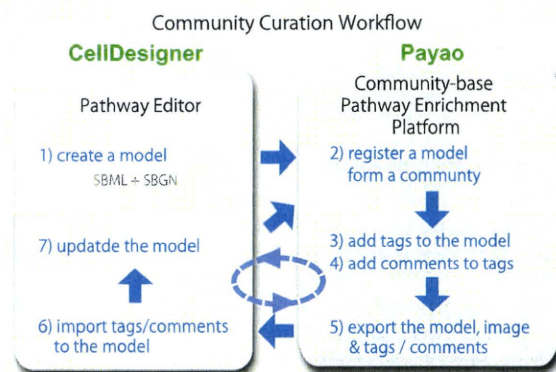 Community Curation Workflow
CellDesigner
Pathway Editor
1) create a model
SBML + SBGN
7) updatde the model
6) import tags/comments
to the model
Payao
Community-base
Pathway Enrichment
Platform
2) register a model
form a communty
3) add tags to the model
4) add comments to tags
5) export the model, image
& tags / comments